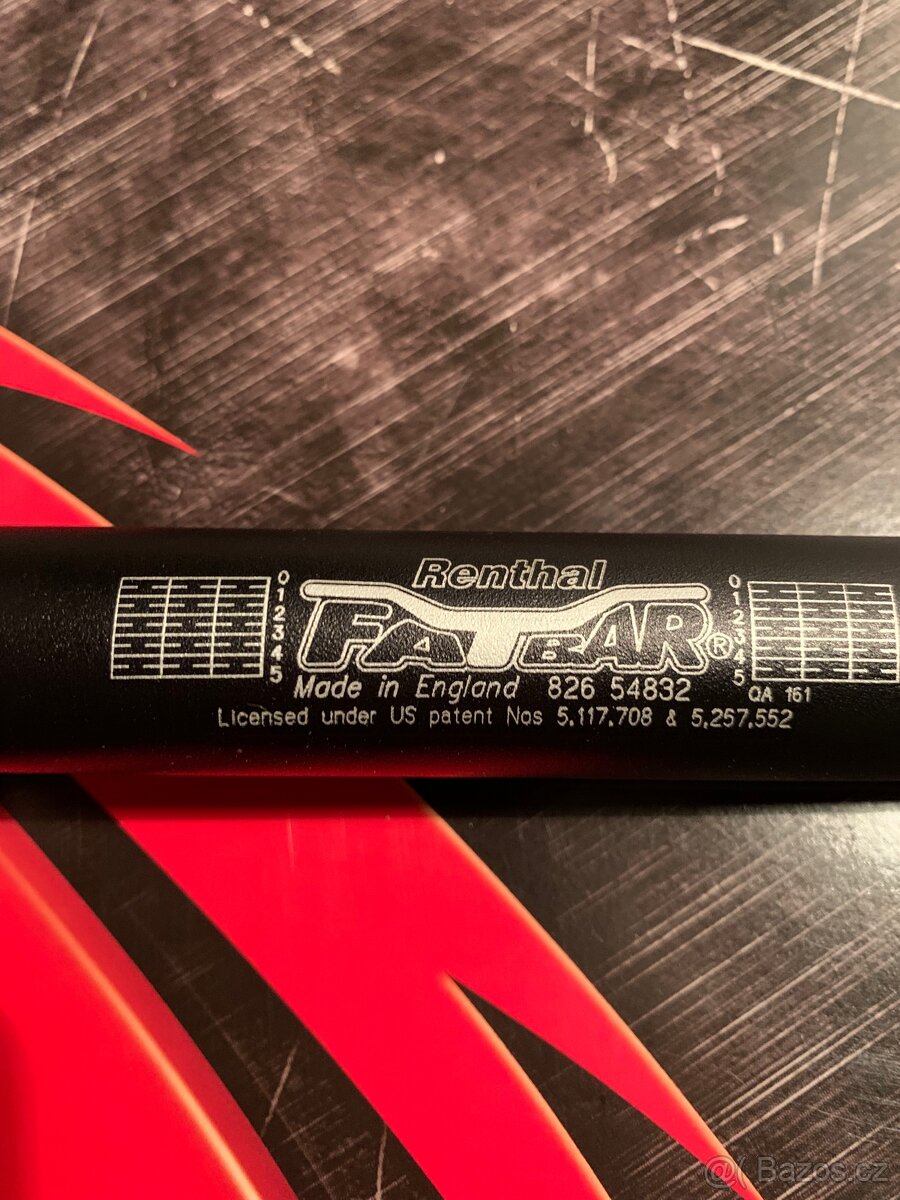 Renthal
0 FATBAR® 0
1 1
2 2
3 3
4 4
5 5
Made in England 826 54832 QA 161
Licensed under US patent Nos 5,117,708 & 5,257,552
@( Bazos.cz